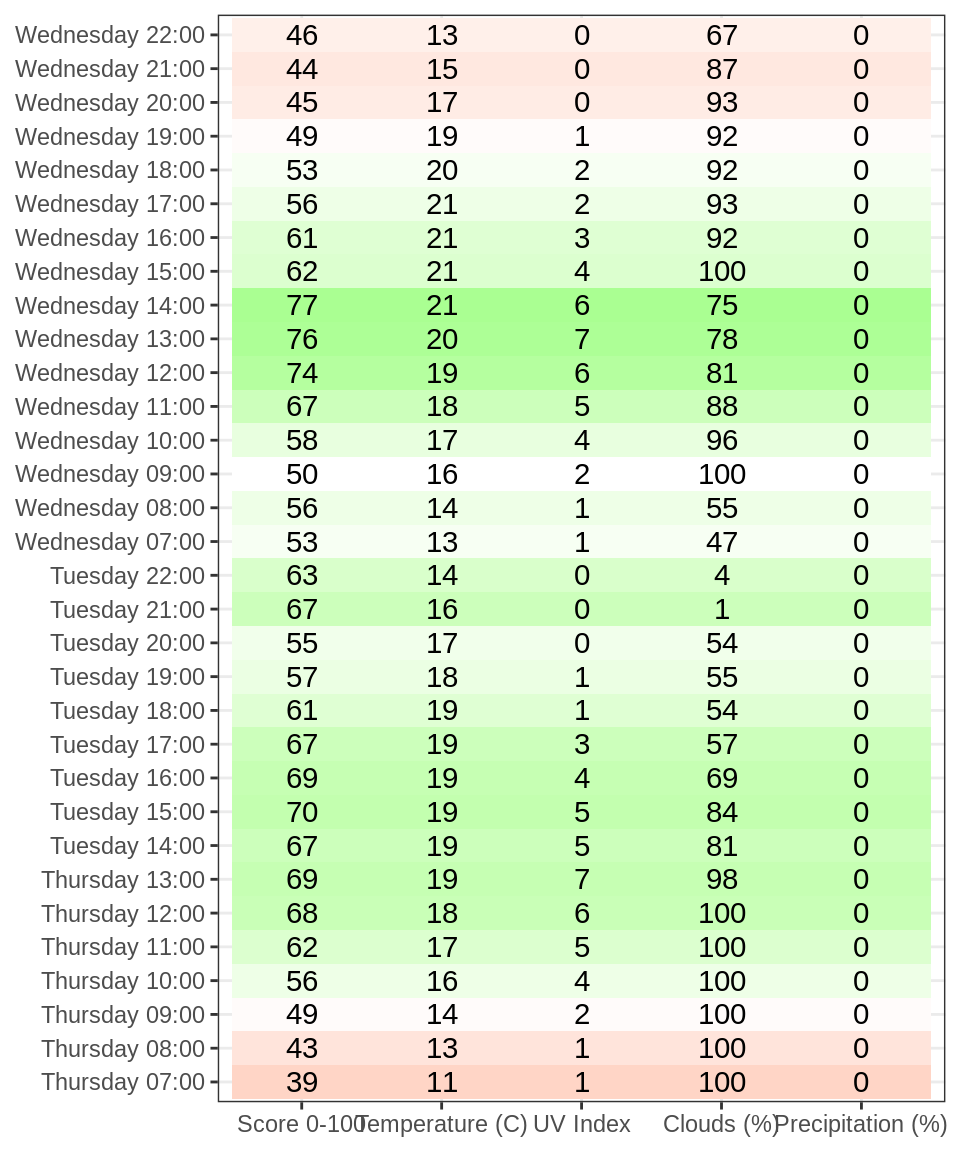 Wednesday 22:00 46 13 0 67 0
Wednesday 21:00 44 15 0 87 0
Wednesday 20:00 45 17 0 93 0
Wednesday 19:00 49 19 1 92 0
Wednesday 18:00 53 20 2 92 0
Wednesday 17:00 56 21 2 93 0
Wednesday 16:00 61 21 3 92 0
Wednesday 15:00 62 21 4 100 0
Wednesday 14:00 77 21 6 75 0
Wednesday 13:00 76 20 7 78 0
Wednesday 12:00 74 19 6 81 0
Wednesday 11:00 67 18 5 88 0
Wednesday 10:00 58 17 4 96 0
Wednesday 09:00 50 16 2 100 0
Wednesday 08:00 56 14 1 55 0
Wednesday 07:00 53 13 1 47 0
Tuesday 22:00 63 14 0 4 0
Tuesday 21:00 67 16 0 1 0
Tuesday 20:00 55 17 0 54 0
Tuesday 19:00 57 18 1 55 0
Tuesday 18:00 61 19 1 54 0
Tuesday 17:00 67 19 3 57 0
Tuesday 16:00 69 19 4 69 0
Tuesday 15:00 70 19 5 84 0
Tuesday 14:00 67 19 5 81 0
Thursday 13:00 69 19 7 98 0
Thursday 12:00 68 18 6 100 0
Thursday 11:00 62 17 5 100 0
Thursday 10:00 56 16 4 100 0
Thursday 09:00 49 14 2 100 0
Thursday 08:00 43 13 1 100 0
Thursday 07:00 39 11 1 100 0
Score 0-100 Temperature (C) UV Index Clouds (%) Precipitation (%)